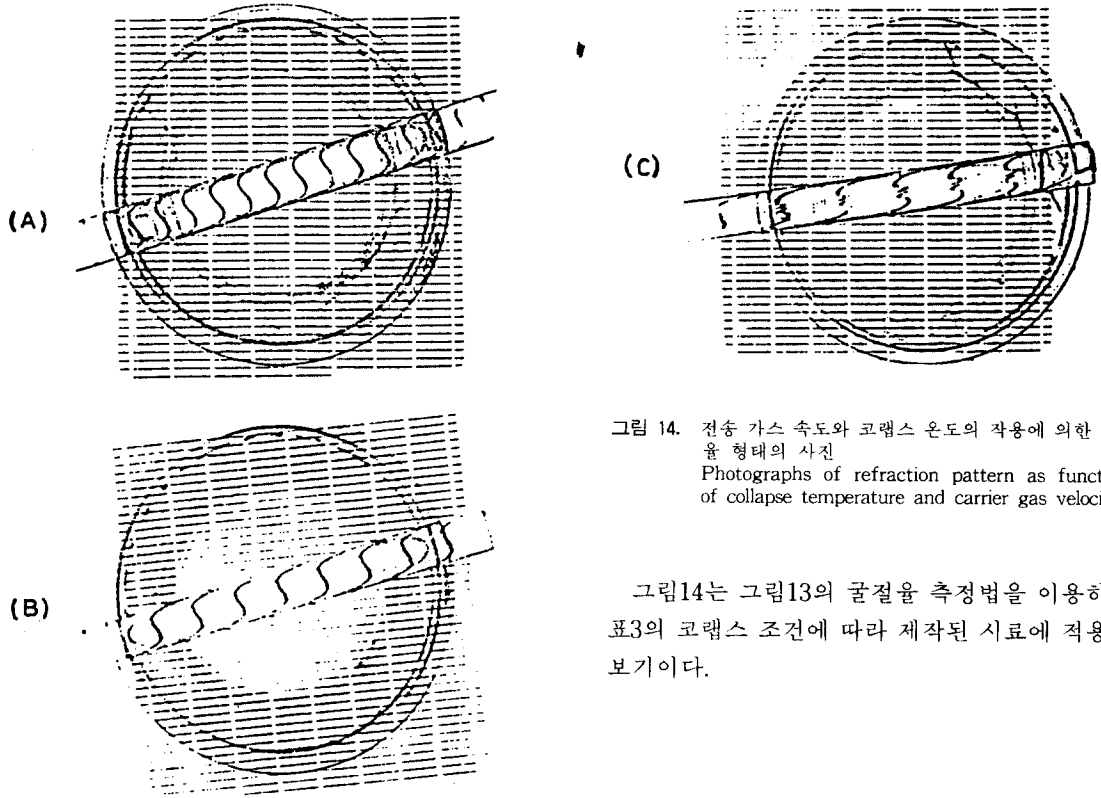 (A)
(B)
(C)
그림 14. 전송 가스 속도와 코랩스 온도의 작용에 의한
율 형태의 사진
Photographs of refraction pattern as funct
of collapse temperature and carrier gas veloci
그림14는 그림13의 굴절율 측정법을 이용하
표3의 코랩스 조건에 따라 제작된 시료에 적용
보기이다.